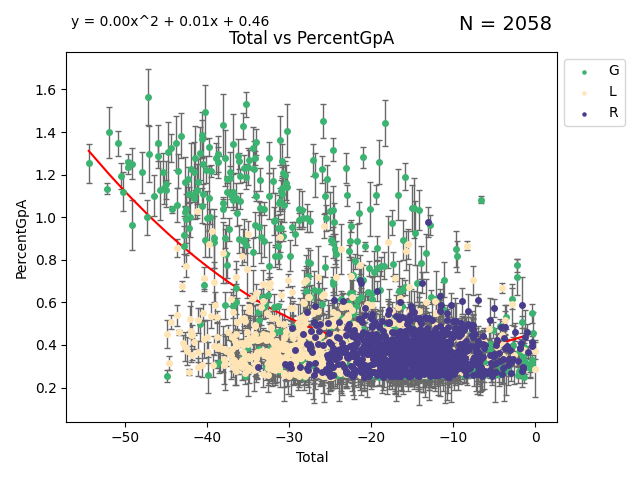 y = 0.00x^2 + 0.01x + 0.46
N = 2058
Total vs PercentGpA
G
L
R
1.6
1.4
1.2
1.0
0.8
0.6
0.4
0.2
PercentGpA
−50
−40
−30
−20
−10
0
Total